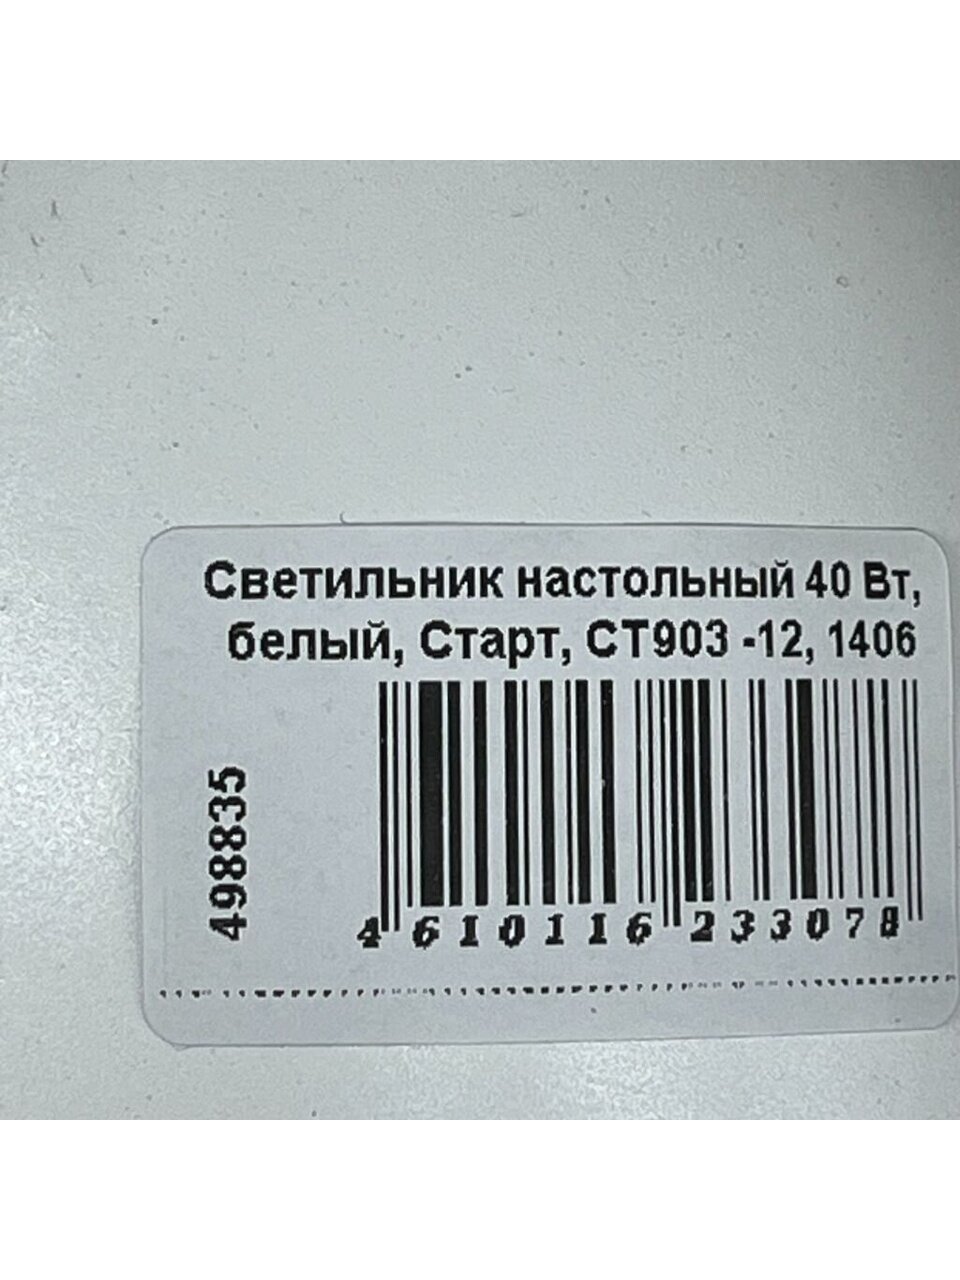 Светильник настольный 40 Вт,
белый, Старт, СТ903 -12, 1406
498835
4 610116 233078